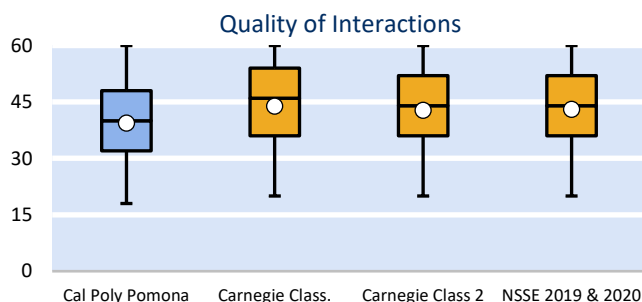 Quality of Interactions
60
45
30
15
0
Cal Poly Pomona Carnegie Class. Carnegie Class 2 NSSE 2019 & 2020